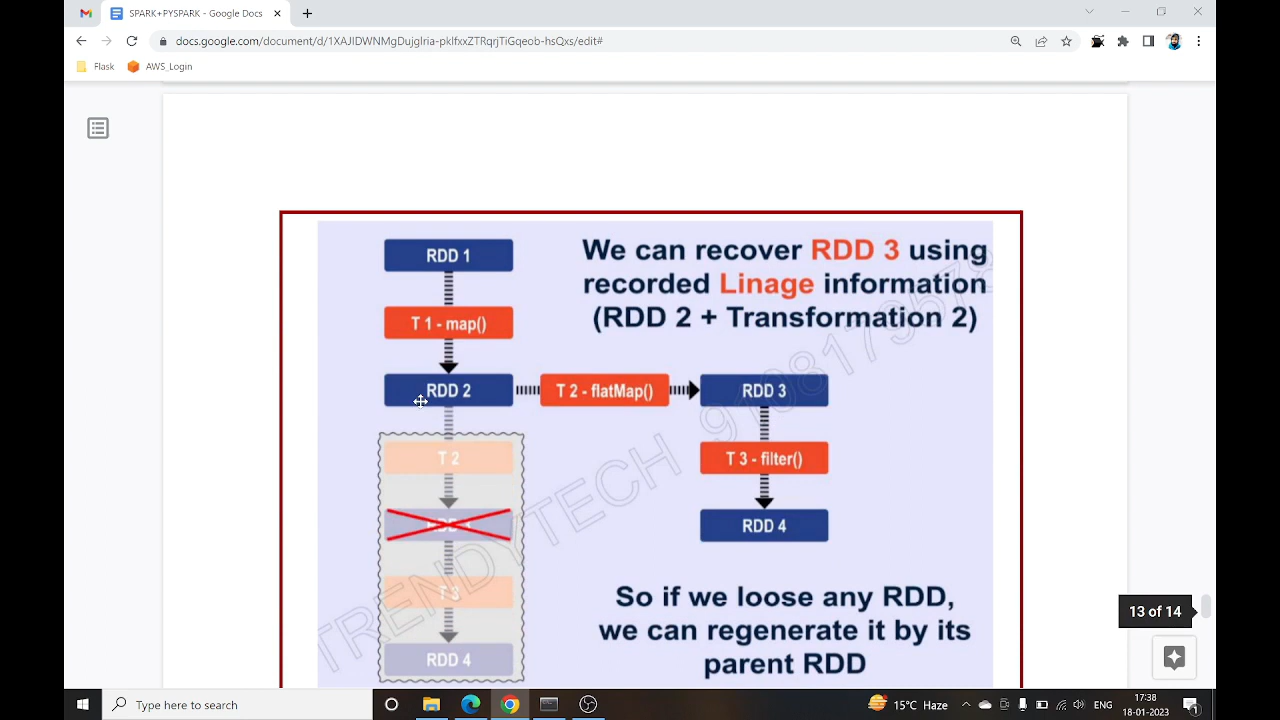 SPARK+PYSPARK - Google Docs
docs.google.com/document/d/1XAJIDWNMgDujgIria-pklfxxZTRqrjTiGqeob-hsQxs/edit#
Flask
AWS_Login
RDD 1
We can recover RDD 3 using
recorded Linage information
(RDD 2 + Transformation 2)
T 1 - map()
RDD 2
T 2 - flatMap()
RDD 3
T 2
T 3 - filter()
RDD 4
T 3
RDD 4
So if we loose any RDD,
we can regenerate it by its
parent RDD
TRENDYTECH 9108179578
13 of 14
Type here to search
15°C Haze
ENG
17:38
18-01-2023
1